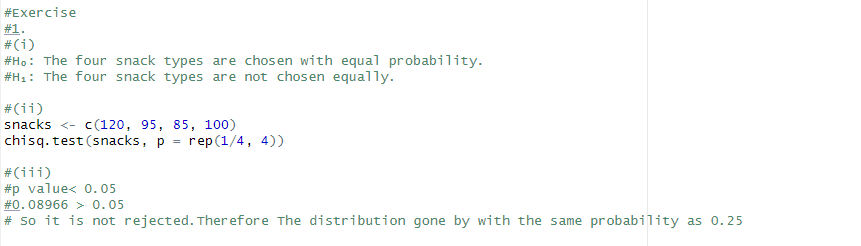 #Exercise
#1.
#(i)
#H₀: The four snack types are chosen with equal probability.
#H₁: The four snack types are not chosen equally.
#(ii)
snacks <- c(120, 95, 85, 100)
chisq.test(snacks, p = rep(1/4, 4))
#(iii)
#p value< 0.05
#0.08966 > 0.05
# So it is not rejected.Therefore The distribution gone by with the same probability as 0.25